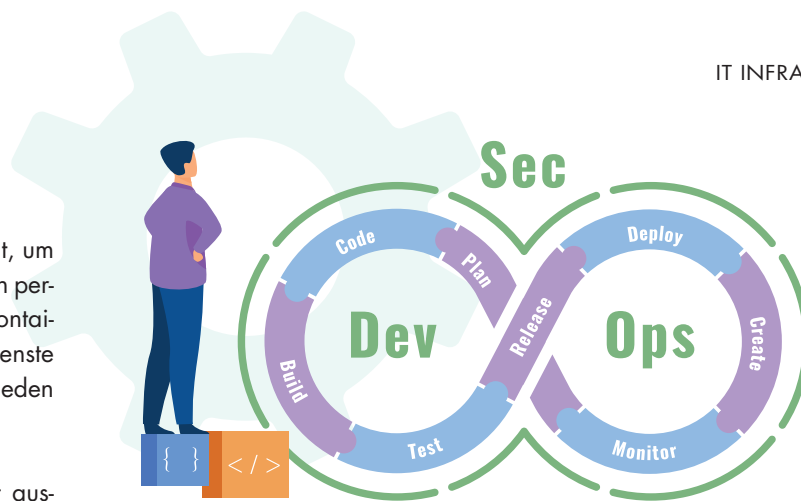 IT INFRA
t, um
n per-
ontai-
enste
eden
aus-
Sec
Dev
Ops
Plan
Code
Build
Test
Release
Deploy
Create
Monitor
{ }
< / >